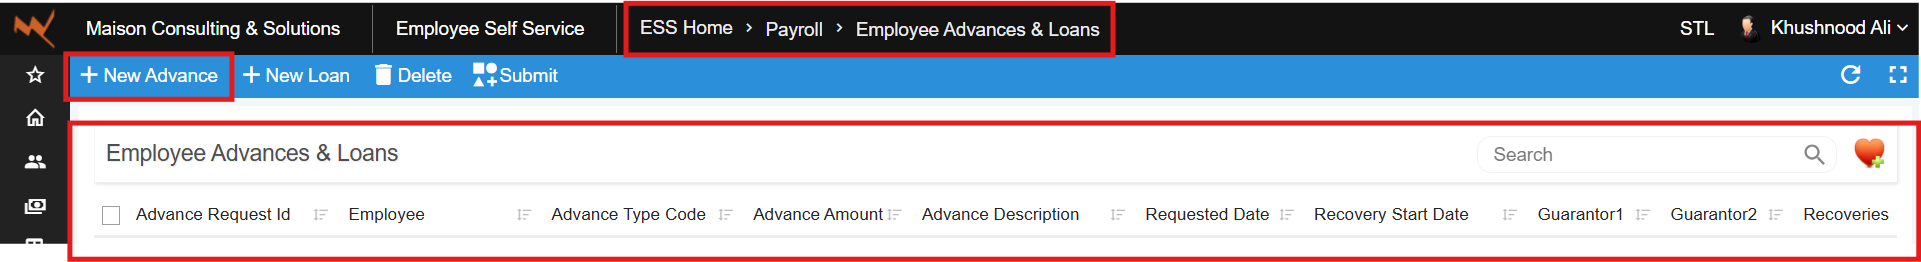 Maison Consulting & Solutions Employee Self Service ESS Home > Payroll > Employee Advances & Loans STL Khushnood Ali
+ New Advance + New Loan Delete Submit
Employee Advances & Loans Search
Advance Request Id Employee Advance Type Code Advance Amount Advance Description Requested Date Recovery Start Date Guarantor1 Guarantor2 Recoveries